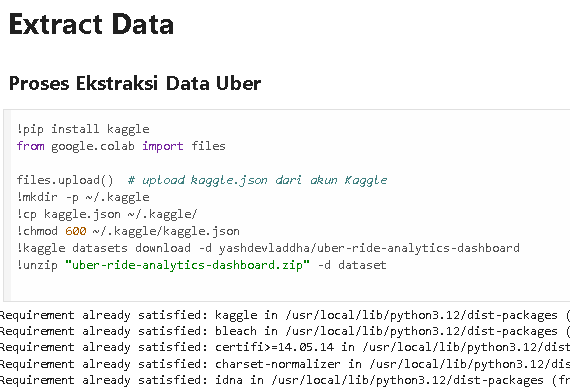 Extract Data
Proses Ekstraksi Data Uber
!pip install kaggle
from google.colab import files
files.upload()  # upload kaggle.json dari akun Kaggle
!mkdir -p ~/.kaggle
!cp kaggle.json ~/.kaggle/
!chmod 600 ~/.kaggle/kaggle.json
!kaggle datasets download -d yashdevladdha/uber-ride-analytics-dashboard
!unzip "uber-ride-analytics-dashboard.zip" -d dataset
Requirement already satisfied: kaggle in /usr/local/lib/python3.12/dist-packages (
Requirement already satisfied: bleach in /usr/local/lib/python3.12/dist-packages (
Requirement already satisfied: certifi>=14.05.14 in /usr/local/lib/python3.12/dist
Requirement already satisfied: charset-normalizer in /usr/local/lib/python3.12/dis
Requirement already satisfied: idna in /usr/local/lib/python3.12/dist-packages (fr